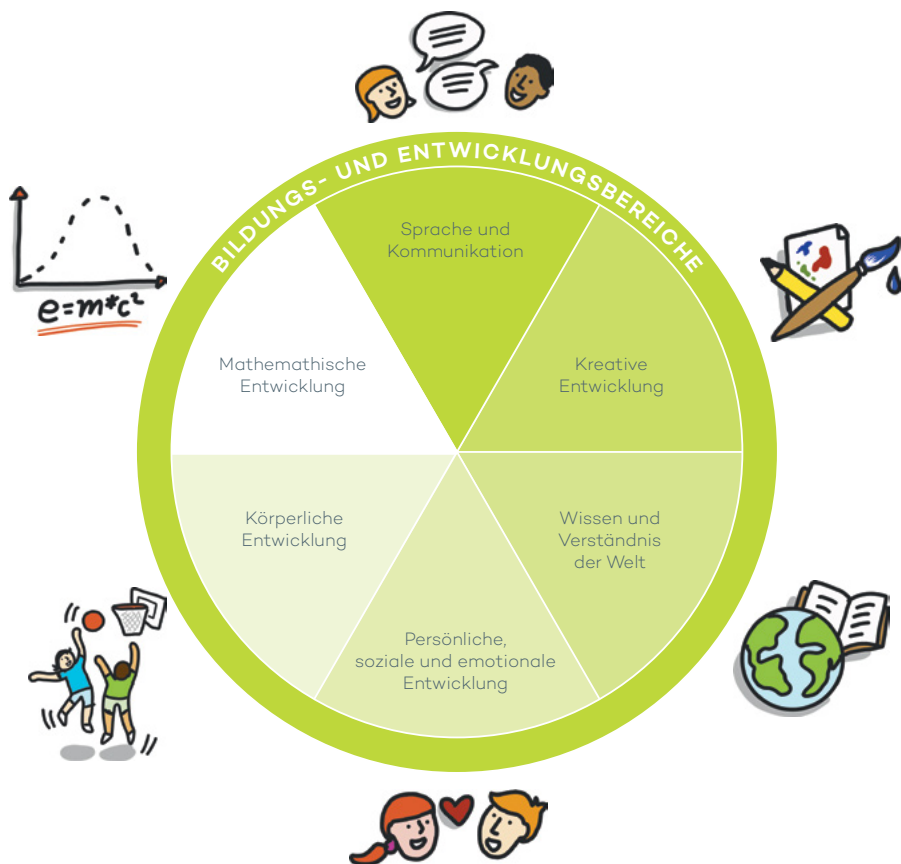 BILDUNGS- UND ENTWICKLUNGSBEREICHE
Sprache und
Kommunikation
Kreative
Entwicklung
Wissen und
Verständnis
der Welt
Persönliche,
soziale und emotionale
Entwicklung
Körperliche
Entwicklung
Mathemathische
Entwicklung
e=m*c²